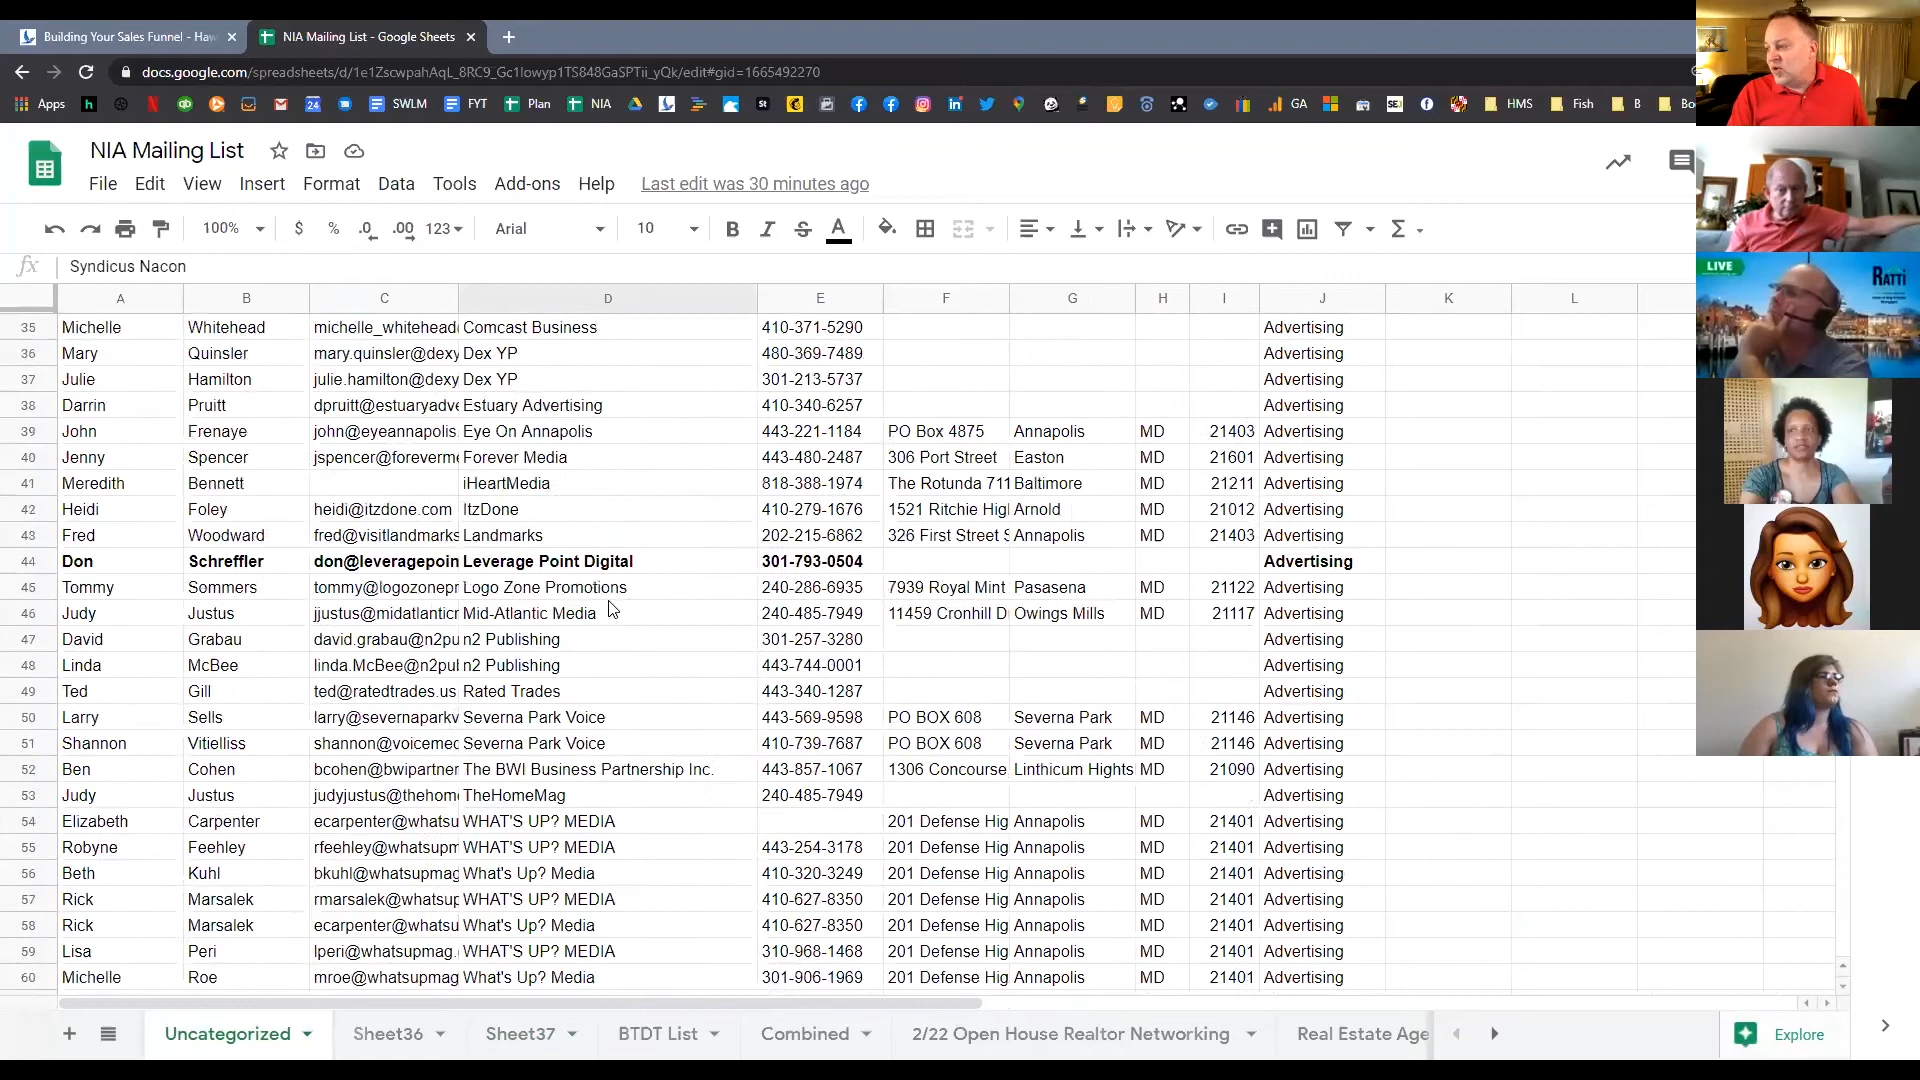 Building Your Sales Funnel - Haw
NIA Mailing List - Google Sheets
docs.google.com/spreadsheets/d/1e1ZscwpahAqL_8RC9_Gc1lowyp1TS848GaSPTii_yQk/edit#gid=1665492270
Apps SWLM FYT Plan NIA GA HMS Fish B Bo
NIA Mailing List
File Edit View Insert Format Data Tools Add-ons Help Last edit was 30 minutes ago
100% $ % .0 .00 123 Arial 10 B I S A
fx Syndicus Nacon
A B C D E F G H I J K L
35 Michelle Whitehead michelle_whitehead Comcast Business 410-371-5290 Advertising
36 Mary Quinsler mary.quinsler@dexy Dex YP 480-369-7489 Advertising
37 Julie Hamilton julie.hamilton@dexy Dex YP 301-213-5737 Advertising
38 Darrin Pruitt dpruitt@estuaryadve Estuary Advertising 410-340-6257 Advertising
39 John Frenaye john@eyeannapolis. Eye On Annapolis 443-221-1184 PO Box 4875 Annapolis MD 21403 Advertising
40 Jenny Spencer jspencer@foreverme Forever Media 443-480-2487 306 Port Street Easton MD 21601 Advertising
41 Meredith Bennett iHeartMedia 818-388-1974 The Rotunda 711 Baltimore MD 21211 Advertising
42 Heidi Foley heidi@itzdone.com ItzDone 410-279-1676 1521 Ritchie Hig Arnold MD 21012 Advertising
43 Fred Woodward fred@visitlandmarks Landmarks 202-215-6862 326 First Street S Annapolis MD 21403 Advertising
44 Don Schreffler don@leveragepoin Leverage Point Digital 301-793-0504 Advertising
45 Tommy Sommers tommy@logozonepr Logo Zone Promotions 240-286-6935 7939 Royal Mint Pasasena MD 21122 Advertising
46 Judy Justus jjustus@midatlanticr Mid-Atlantic Media 240-485-7949 11459 Cronhill D Owings Mills MD 21117 Advertising
47 David Grabau david.grabau@n2pu n2 Publishing 301-257-3280 Advertising
48 Linda McBee linda.McBee@n2pul n2 Publishing 443-744-0001 Advertising
49 Ted Gill ted@ratedtrades.us Rated Trades 443-340-1287 Advertising
50 Larry Sells larry@severnaparkv Severna Park Voice 443-569-9598 PO BOX 608 Severna Park MD 21146 Advertising
51 Shannon Vitielliss shannon@voicemec Severna Park Voice 410-739-7687 PO BOX 608 Severna Park MD 21146 Advertising
52 Ben Cohen bcohen@bwipartner The BWI Business Partnership Inc. 443-857-1067 1306 Concourse Linthicum Hights MD 21090 Advertising
53 Judy Justus judyjustus@thehome TheHomeMag 240-485-7949 Advertising
54 Elizabeth Carpenter ecarpenter@whatsu WHAT'S UP? MEDIA 201 Defense Hig Annapolis MD 21401 Advertising
55 Robyne Feehley rfeehley@whatsupm WHAT'S UP? MEDIA 443-254-3178 201 Defense Hig Annapolis MD 21401 Advertising
56 Beth Kuhl bkuhl@whatsupmag What's Up? Media 410-320-3249 201 Defense Hig Annapolis MD 21401 Advertising
57 Rick Marsalek rmarsalek@whatsup WHAT'S UP? MEDIA 410-627-8350 201 Defense Hig Annapolis MD 21401 Advertising
58 Rick Marsalek ecarpenter@whatsu What's Up? Media 410-627-8350 201 Defense Hig Annapolis MD 21401 Advertising
59 Lisa Peri lperi@whatsupmag. WHAT'S UP? MEDIA 310-968-1468 201 Defense Hig Annapolis MD 21401 Advertising
60 Michelle Roe mroe@whatsupmag What's Up? Media 301-906-1969 201 Defense Hig Annapolis MD 21401 Advertising
Uncategorized Sheet36 Sheet37 BTDT List Combined 2/22 Open House Realtor Networking Real Estate Age Explore
LIVE
RATTI